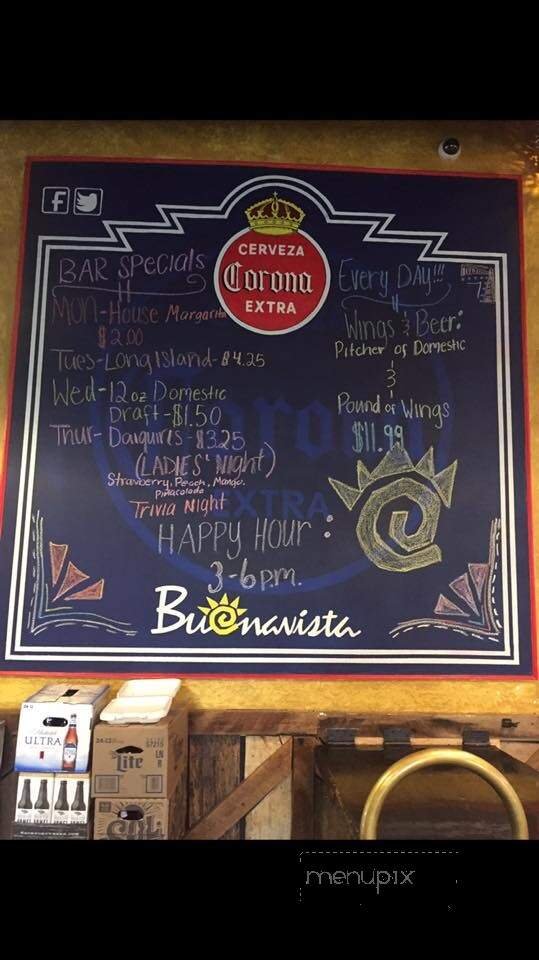 CERVEZA
Corona
EXTRA
BAR Specials
MON-House Margarita
$2.00
Tues-Long Island-$4.25
Wed-12oz Domestic
Draft-$1.50
Thur-Daiquiris-$3.25
(LADIES' Night)
Strawberry, Peach, Mango,
Pinacolada
Trivia Night
HAPPY HOUR:
3-6 p.m.
Every DAY!!!
Wings & Beer:
Pitcher of Domestic
&
Pound of Wings
$11.99
EXTRA
Buenavista
ULTRA
Lite
menupix